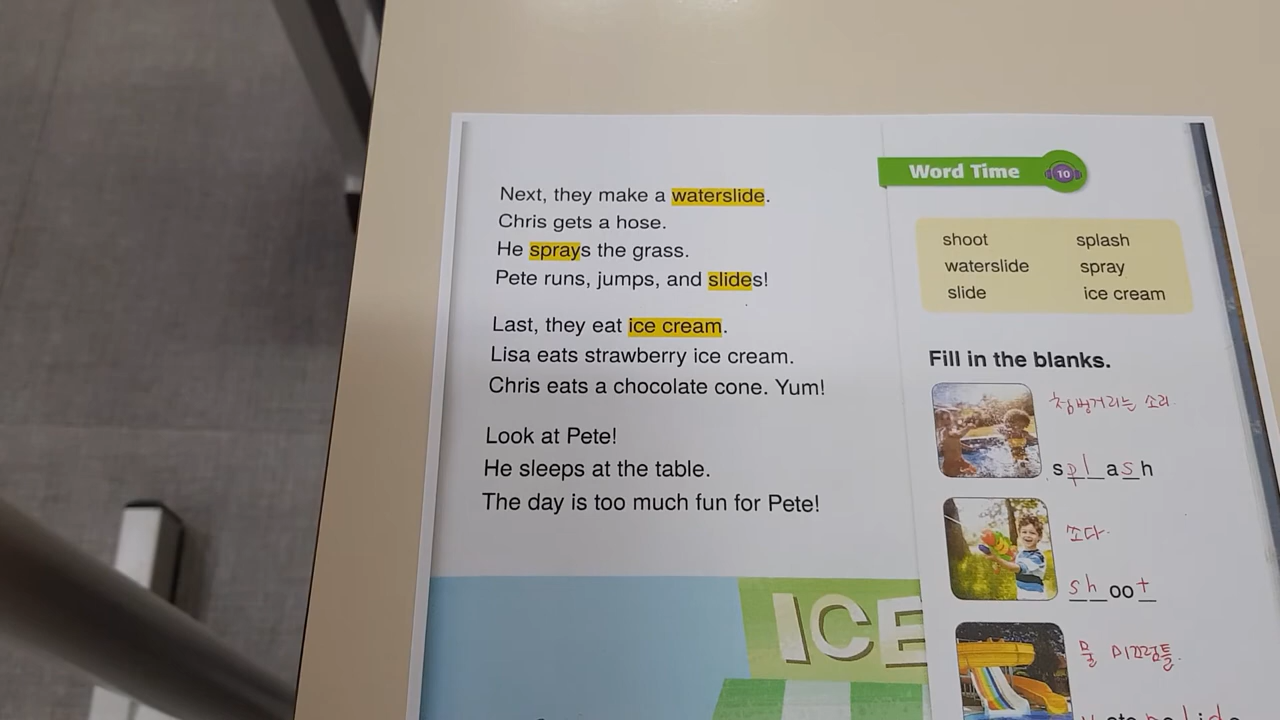 Next, they make a waterslide.
Chris gets a hose.
He sprays the grass.
Pete runs, jumps, and slides!
Last, they eat ice cream.
Lisa eats strawberry ice cream.
Chris eats a chocolate cone. Yum!
Look at Pete!
He sleeps at the table.
The day is too much fun for Pete!
ICE
Word Time 10
shoot splash
waterslide spray
slide ice cream
Fill in the blanks.
첨벙거리는 소리
splash
쏘다
shoot
물 미끄럼틀